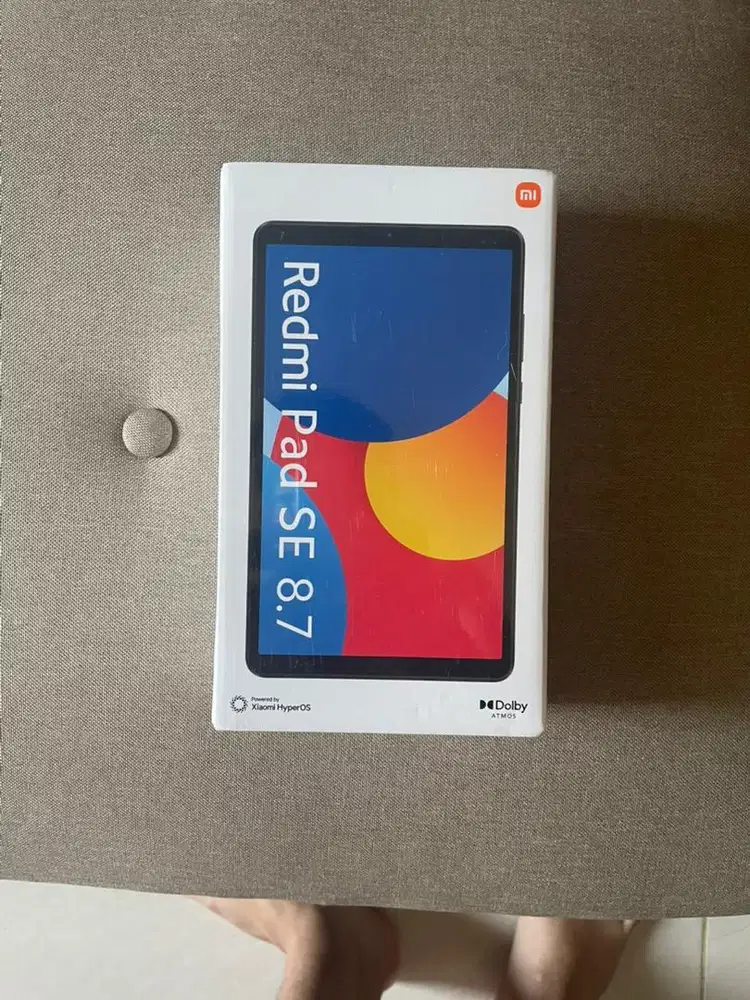 mi
Redmi Pad SE 8.7
Powered by
Xiaomi HyperOS
Dolby
ATMOS